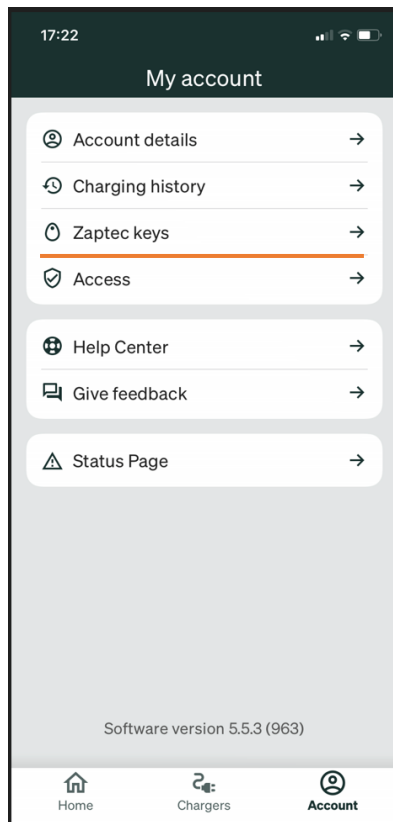 17:22
My account
Account details
Charging history
Zaptec keys
Access
Help Center
Give feedback
Status Page
Software version 5.5.3 (963)
Home Chargers Account